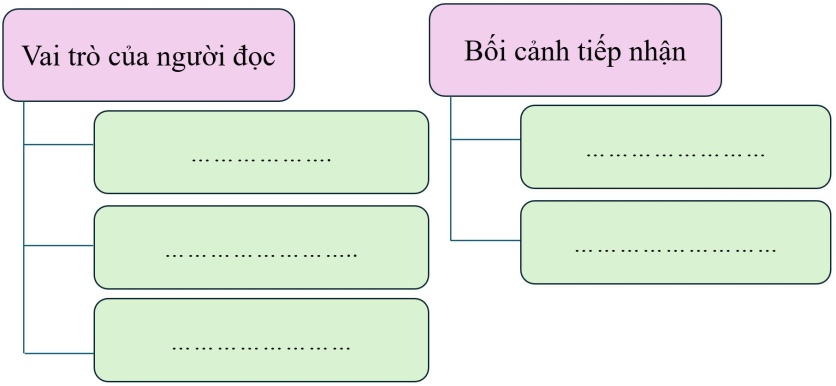 Vai trò của người đọc
……………….
……………………..
……………………
Bối cảnh tiếp nhận
……………………
………………………